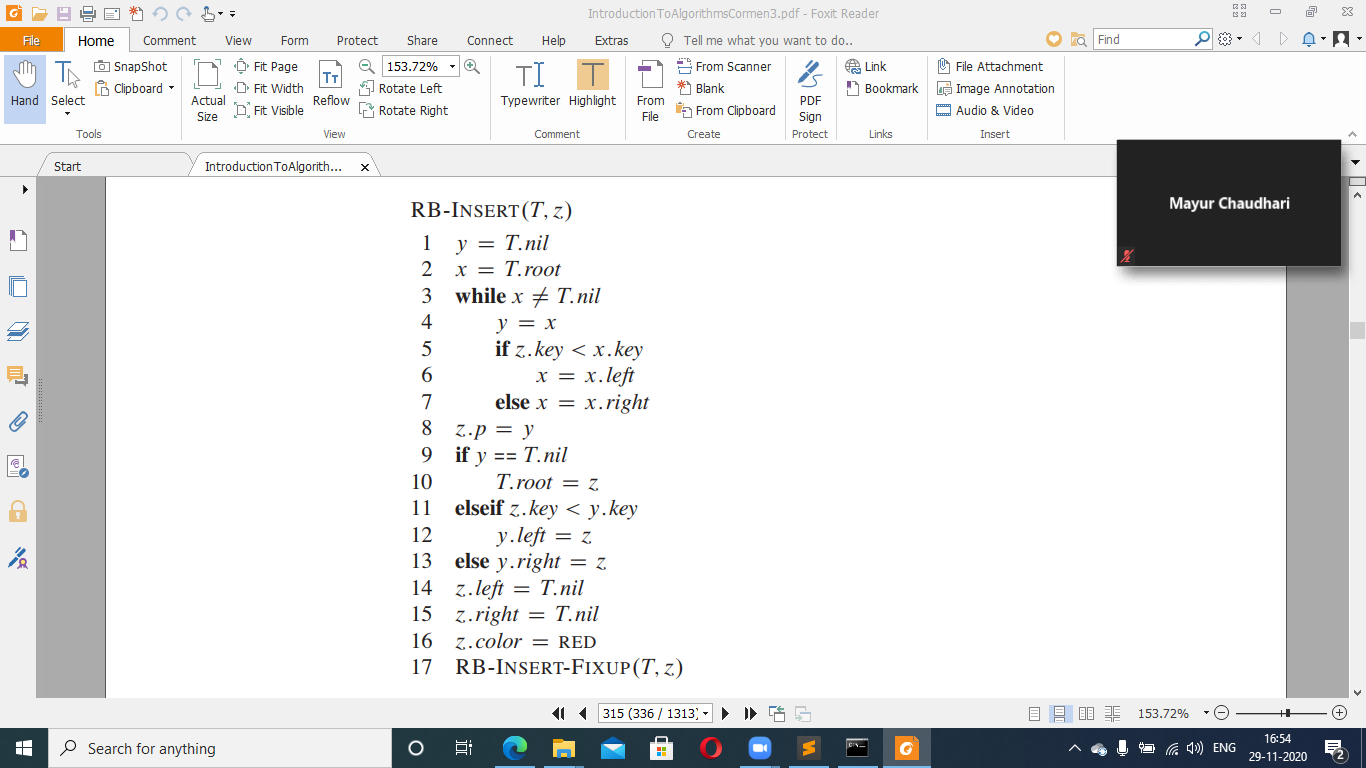 IntroductionToAlgorithmsCormen3.pdf - Foxit Reader
File Home Comment View Form Protect Share Connect Help Extras Tell me what you want to do.. Find
Hand
Select
SnapShot
Clipboard
Tools
Actual Size
Fit Page
Fit Width
Fit Visible
Reflow
153.72%
Rotate Left
Rotate Right
View
Typewriter
Highlight
Comment
From File
From Scanner
Blank
From Clipboard
Create
PDF Sign
Protect
Link
Bookmark
Links
File Attachment
Image Annotation
Audio & Video
Insert
Start
IntroductionToAlgorith...
Mayur Chaudhari
RB-INSERT(T, z)
1 y = T.nil
2 x = T.root
3 while x ≠ T.nil
4 y = x
5 if z.key < x.key
6 x = x.left
7 else x = x.right
8 z.p = y
9 if y == T.nil
10 T.root = z
11 elseif z.key < y.key
12 y.left = z
13 else y.right = z
14 z.left = T.nil
15 z.right = T.nil
16 z.color = RED
17 RB-INSERT-FIXUP(T, z)
315 (336 / 1313)
153.72%
Search for anything
ENG
16:54
29-11-2020
2